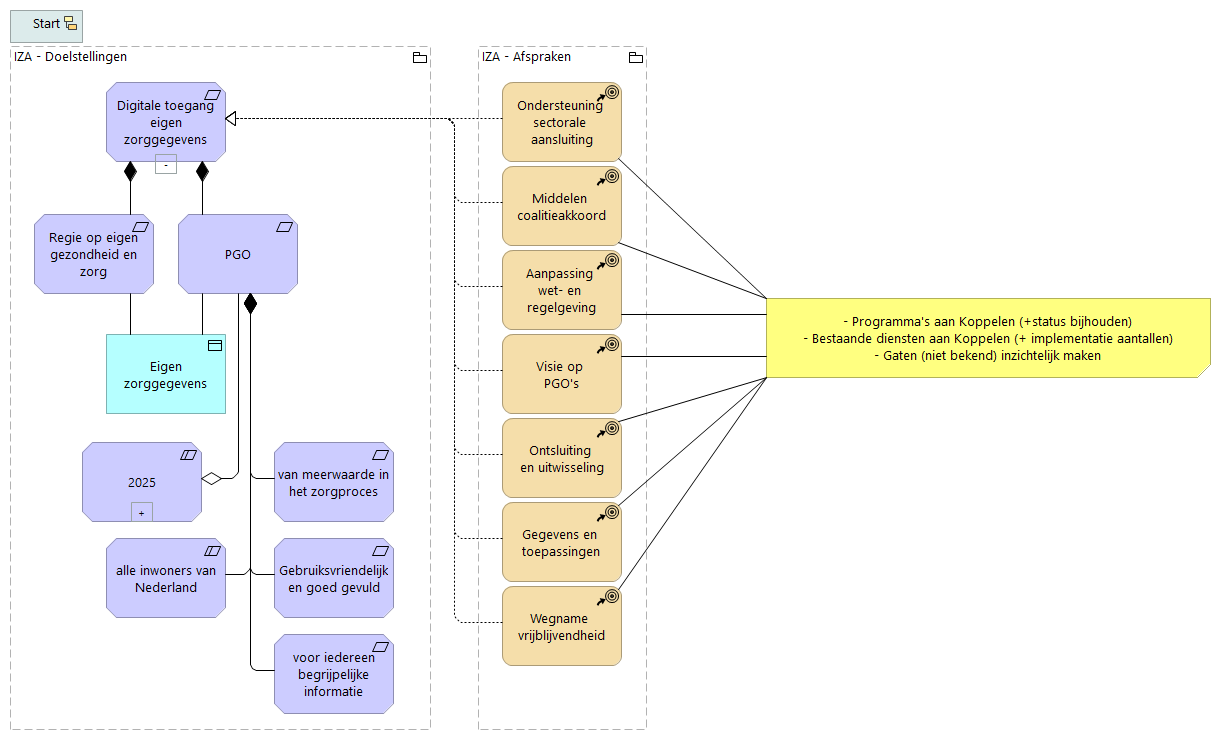 Start
IZA - Doelstellingen
Digitale toegang
eigen
zorggegevens
-
Regie op eigen
gezondheid en
zorg
PGO
Eigen
zorggegevens
2025
+
van meerwaarde in
het zorgproces
alle inwoners van
Nederland
Gebruiksvriendelijk
en goed gevuld
voor iedereen
begrijpelijke
informatie
IZA - Afspraken
Ondersteuning
sectorale
aansluiting
Middelen
coalitieakkoord
Aanpassing
wet- en
regelgeving
Visie op
PGO's
Ontsluiting
en uitwisseling
Gegevens en
toepassingen
Wegname
vrijblijvendheid
- Programma's aan Koppelen (+status bijhouden)
- Bestaande diensten aan Koppelen (+ implementatie aantallen)
- Gaten (niet bekend) inzichtelijk maken